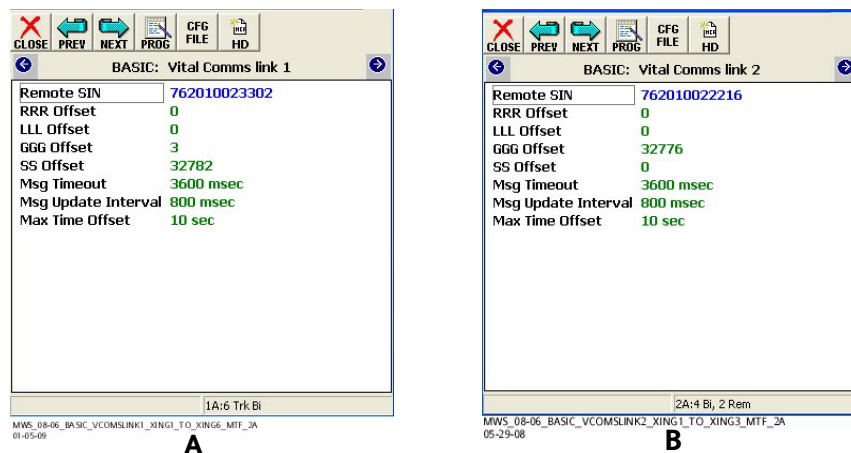 CLOSE PREV NEXT PROG CFG FILE HD
BASIC: Vital Comms link 1
Remote SIN 762010023302
RRR Offset 0
LLL Offset 0
GGG Offset 3
SS Offset 32782
Msg Timeout 3600 msec
Msg Update Interval 800 msec
Max Time Offset 10 sec
1A:6 Trk Bi
MWS_08-06_BASIC_VCOMSLINK1_XING1_TO_XING6_MTF_2A
01-05-09
A
CLOSE PREV NEXT PROG CFG FILE HD
BASIC: Vital Comms link 2
Remote SIN 762010022216
RRR Offset 0
LLL Offset 0
GGG Offset 32776
SS Offset 0
Msg Timeout 3600 msec
Msg Update Interval 800 msec
Max Time Offset 10 sec
2A:4 Bi, 2 Rem
MWS_08-06_BASIC_VCOMSLINK2_XING1_TO_XING3_MTF_2A
05-29-08
B